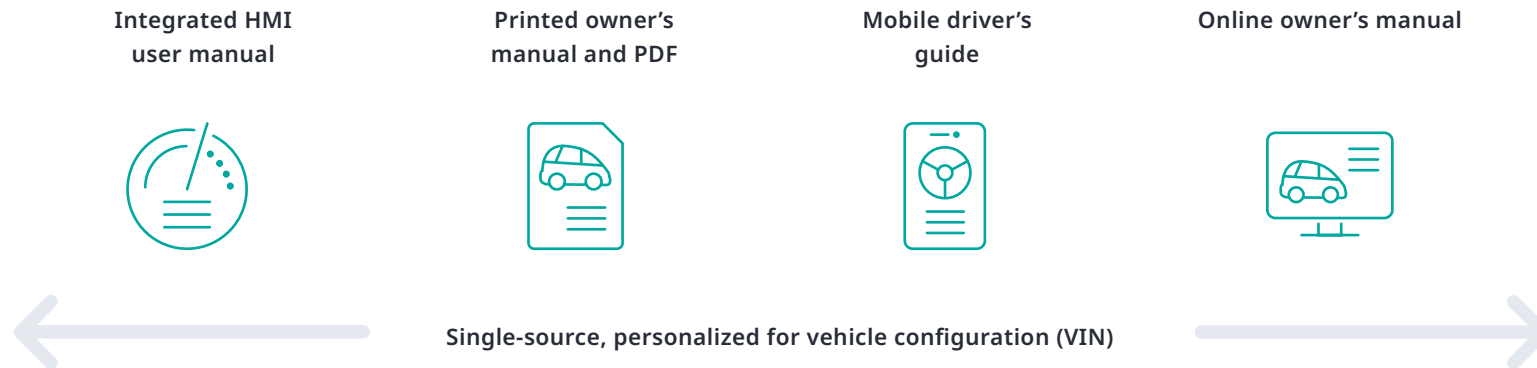 Integrated HMI
user manual
Printed owner’s
manual and PDF
Mobile driver’s
guide
Online owner’s manual
Single-source, personalized for vehicle configuration (VIN)